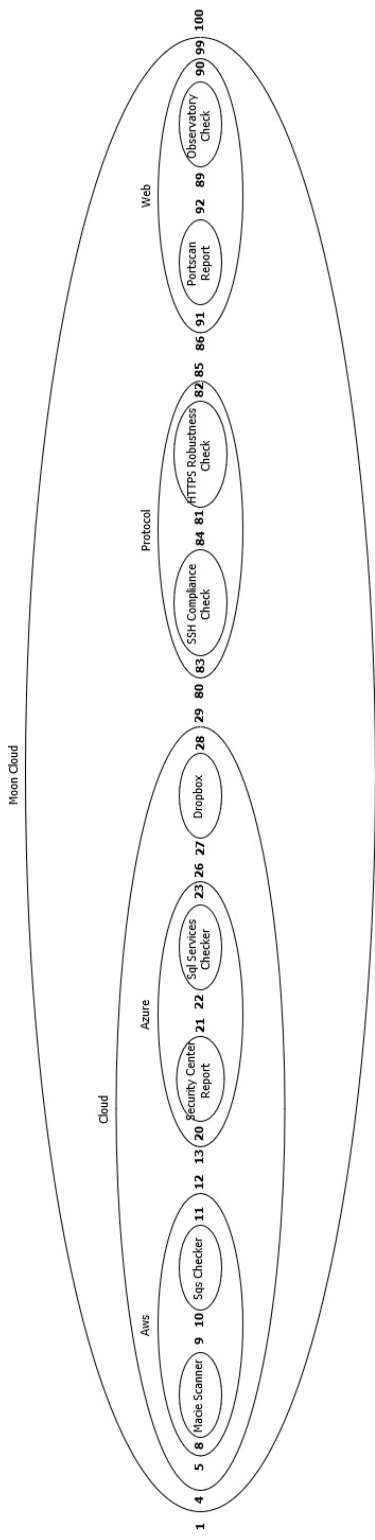 Moon Cloud
Cloud
Aws
Azure
Protocol
Web
1
4
5
8
Macie Scanner
9
10
Sqs Checker
11
12
13
20
Security Center
Report
21
22
Sql Services
Checker
23
26
27
Dropbox
28
29
80
83
SSH Compliance
Check
84
81
HTTPS Robustness
Check
82
85
86
91
Portscan
Report
92
89
Observatory
Check
90
99
100